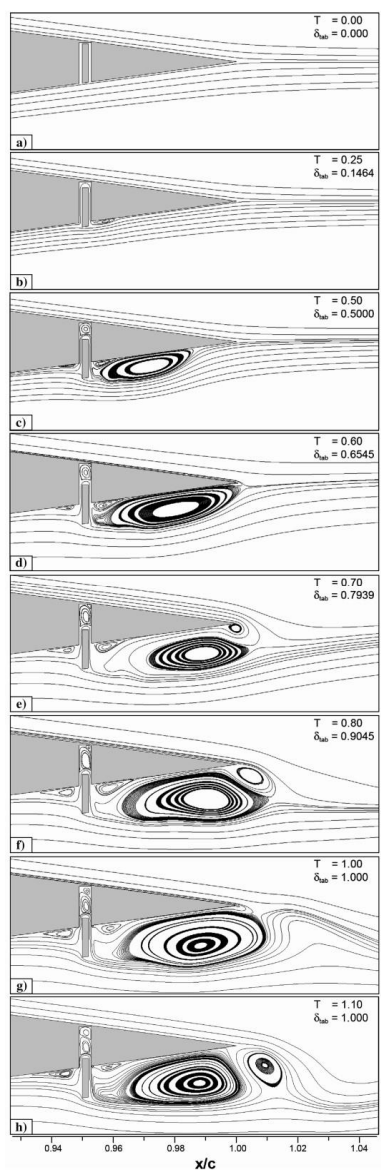 T = 0.00
δtab = 0.000
a)
T = 0.25
δtab = 0.1464
b)
T = 0.50
δtab = 0.5000
c)
T = 0.60
δtab = 0.6545
d)
T = 0.70
δtab = 0.7939
e)
T = 0.80
δtab = 0.9045
f)
T = 1.00
δtab = 1.000
g)
T = 1.10
δtab = 1.000
h)
0.94 0.96 0.98 1.00 1.02 1.04
x/c